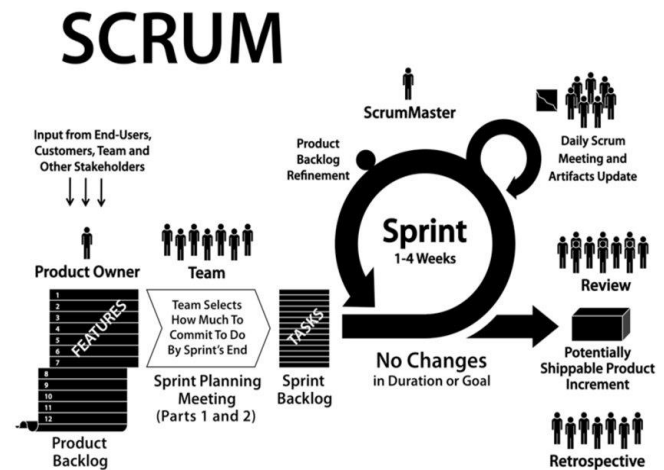 SCRUM
Input from End-Users,
Customers, Team and
Other Stakeholders
Product Owner
Team
1
2
3
4
5
6
7
FEATURES
8
9
10
11
12
Product
Backlog
Team Selects
How Much To
Commit To Do
By Sprint's End
Sprint Planning
Meeting
(Parts 1 and 2)
TASKS
Sprint
Backlog
ScrumMaster
Product
Backlog
Refinement
Sprint
1-4 Weeks
No Changes
in Duration or Goal
Daily Scrum
Meeting and
Artifacts Update
Review
Potentially
Shippable Product
Increment
Retrospective